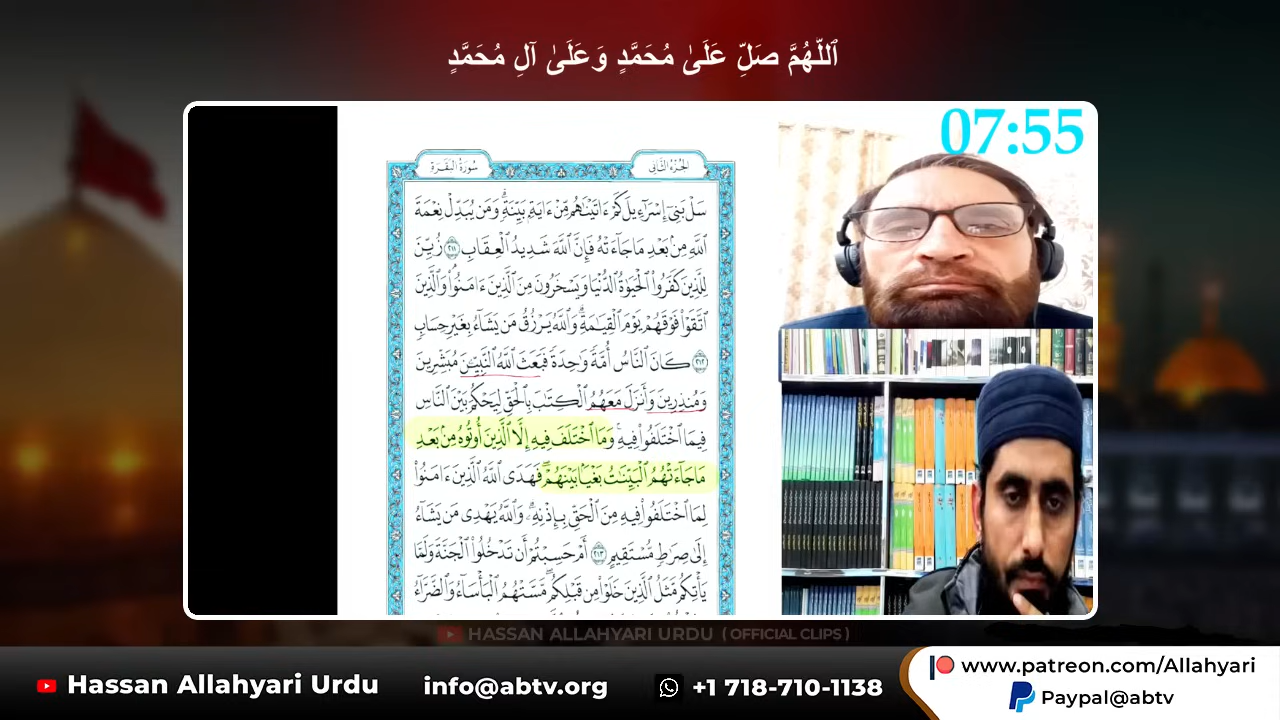 ٱللّٰهُمَّ صَلِّ عَلَىٰ مُحَمَّدٍ وَعَلَىٰ آلِ مُحَمَّدٍ
07:55
الجزء الثاني
سورة البقرة
سَلْ بَنِىٓ إِسْرَٰٓءِيلَ كَمْ ءَاتَيْنَٰهُم مِّنْ ءَايَةٍۭ بَيِّنَةٍۗ وَمَن يُبَدِّلْ نِعْمَةَ
ٱللَّهِ مِنۢ بَعْدِ مَا جَآءَتْهُ فَإِنَّ ٱللَّهَ شَدِيدُ ٱلْعِقَابِ ٢١١ زُيِّنَ
لِلَّذِينَ كَفَرُوا۟ ٱلْحَيَوٰةُ ٱلدُّنْيَا وَيَسْخَرُونَ مِنَ ٱلَّذِينَ ءَامَنُوا۟ وَٱلَّذِينَ
ٱتَّقَوْا۟ فَوْقَهُمْ يَوْمَ ٱلْقِيَٰمَةِۗ وَٱللَّهُ يَرْزُقُ مَن يَشَآءُ بِغَيْرِ حِسَابٍ
٢١٢ كَانَ ٱلنَّاسُ أُمَّةً وَٰحِدَةً فَبَعَثَ ٱللَّهُ ٱلنَّبِيِّـۧنَ مُبَشِّرِينَ
وَمُنذِرِينَ وَأَنزَلَ مَعَهُمُ ٱلْكِتَٰبَ بِٱلْحَقِّ لِيَحْكُمَ بَيْنَ ٱلنَّاسِ
فِيمَا ٱخْتَلَفُوا۟ فِيهِۚ وَمَا ٱخْتَلَفَ فِيهِ إِلَّا ٱلَّذِينَ أُوتُوهُ مِنۢ بَعْدِ
مَا جَآءَتْهُمُ ٱلْبَيِّنَٰتُ بَغْيًۢا بَيْنَهُمْۖ فَهَدَى ٱللَّهُ ٱلَّذِينَ ءَامَنُوا۟
لِمَا ٱخْتَلَفُوا۟ فِيهِ مِنَ ٱلْحَقِّ بِإِذْنِهِۦۗ وَٱللَّهُ يَهْدِى مَن يَشَآءُ
إِلَىٰ صِرَٰطٍ مُّسْتَقِيمٍ ٢١٣ أَمْ حَسِبْتُمْ أَن تَدْخُلُوا۟ ٱلْجَنَّةَ وَلَمَّا
يَأْتِكُم مَّثَلُ ٱلَّذِينَ خَلَوْا۟ مِن قَبْلِكُمۖ مَّسَّتْهُمُ ٱلْبَأْسَآءُ وَٱلضَّرَّآءُ
HASSAN ALLAHYARI URDU ( OFFICIAL CLIPS )
Hassan Allahyari Urdu
info@abtv.org
+1 718-710-1138
www.patreon.com/Allahyari
Paypal@abtv